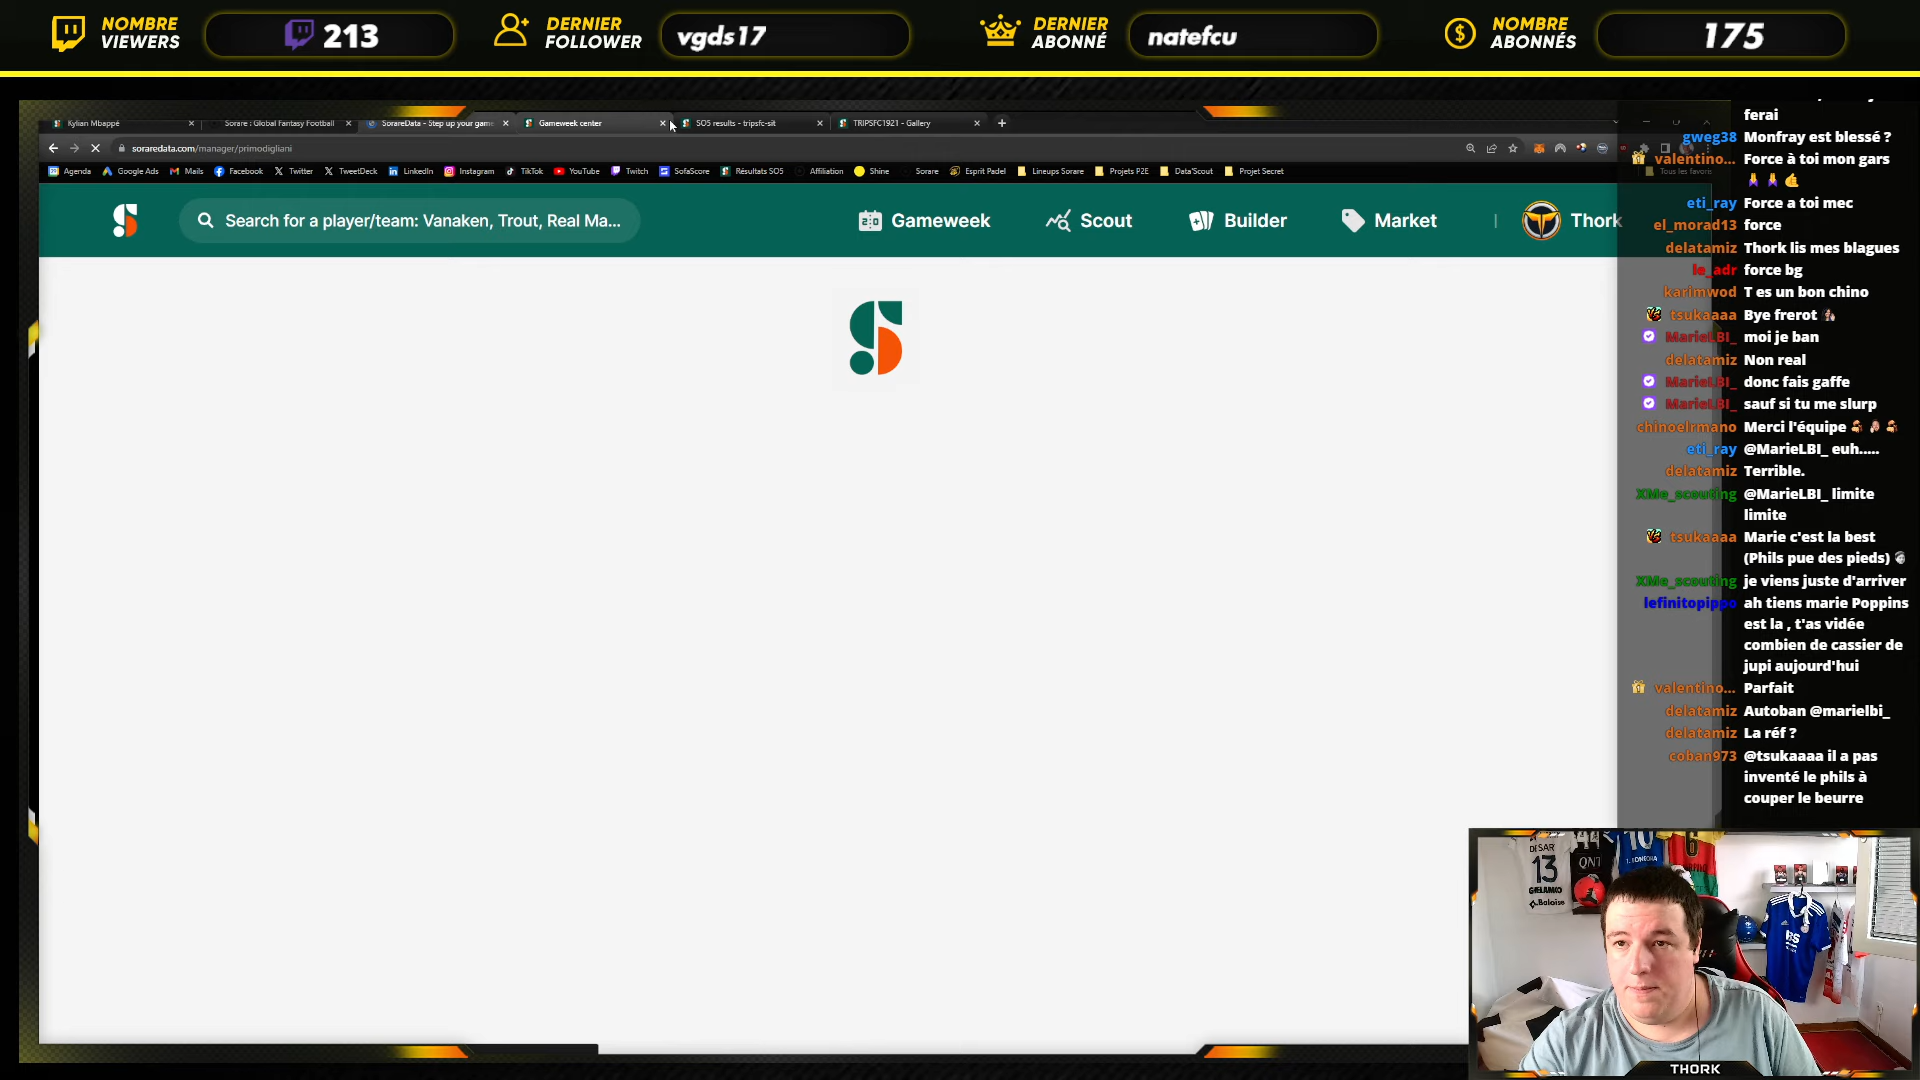 NOMBRE
VIEWERS
213
DERNIER
FOLLOWER
vgds17
DERNIER
ABONNÉ
natefcu
NOMBRE
ABONNÉS
175
Kylian Mbappé
Sorare : Global Fantasy Football
SorareData - Step up your game
Gameweek center
SO5 results - tripsfc-sit
TRIPSFC1921 - Gallery
soraredata.com/manager/primodigliani
Agenda
Google Ads
Mails
Facebook
Twitter
TweetDeck
LinkedIn
Instagram
TikTok
YouTube
Twitch
SofaScore
Résultats SO5
Affiliation
Shine
Sorare
Esprit Padel
Lineups Sorare
Projets P2E
Data'Scout
Projet Secret
Tous les favoris
Search for a player/team: Vanaken, Trout, Real Ma...
Gameweek
Scout
Builder
Market
Thork
ferai
gweg38 Monfray est blessé ?
valentino... Force à toi mon gars
eti_ray Force a toi mec
el_morad13 force
delatamiz Thork lis mes blagues
le_adr force bg
karimwod T es un bon chino
tsukaaaa Bye frerot
MarieLBI_ moi je ban
delatamiz Non real
MarieLBI_ donc fais gaffe
MarieLBI_ sauf si tu me slurp
chinoelrmano Merci l'équipe
eti_ray @MarieLBI_ euh.....
delatamiz Terrible.
XMe_scouting @MarieLBI_ limite
limite
tsukaaaa Marie c'est la best
(Phils pue des pieds)
XMe_scouting je viens juste d'arriver
lefinitopippo ah tiens marie Poppins
est la , t'as vidée
combien de cassier de
jupi aujourd'hui
valentino... Parfait
delatamiz Autoban @marielbi_
delatamiz La réf ?
coban973 @tsukaaaa il a pas
inventé le phils à
couper le beurre
13
QNT
10
6
THORK